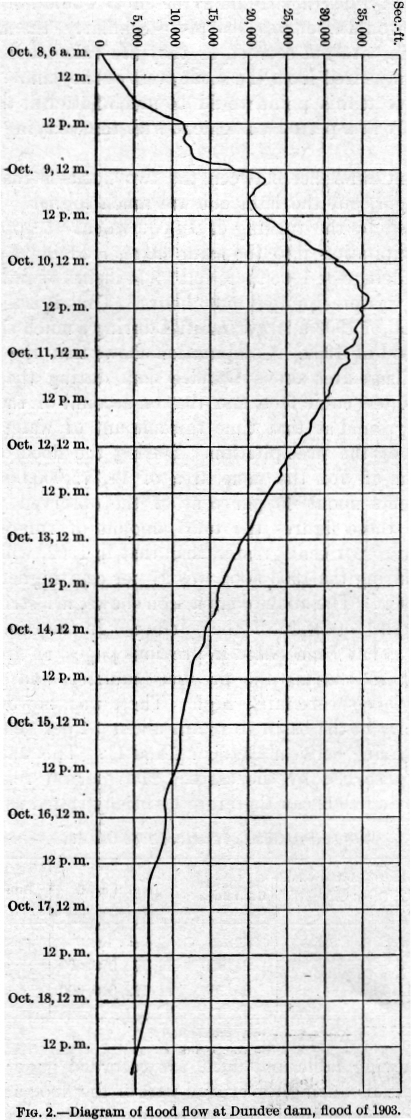 0
5,000
10,000
15,000
20,000
25,000
30,000
35,000
Sec.-ft.
Oct. 8, 6 a.m.
12 m.
12 p.m.
Oct. 9, 12 m.
12 p.m.
Oct. 10, 12 m.
12 p.m.
Oct. 11, 12 m.
12 p.m.
Oct. 12, 12 m.
12 p.m.
Oct. 13, 12 m.
12 p.m.
Oct. 14, 12 m.
12 p.m.
Oct. 15, 12 m.
12 p.m.
Oct. 16, 12 m.
12 p.m.
Oct. 17, 12 m.
12 p.m.
Oct. 18, 12 m.
12 p.m.
FIG. 2.—Diagram of flood flow at Dundee dam, flood of 1903.